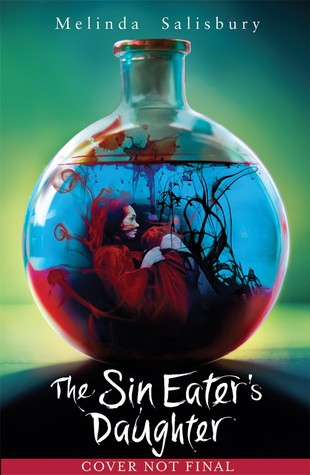 Melinda Salisbury
The Sin Eater's
Daughter
COVER NOT FINAL